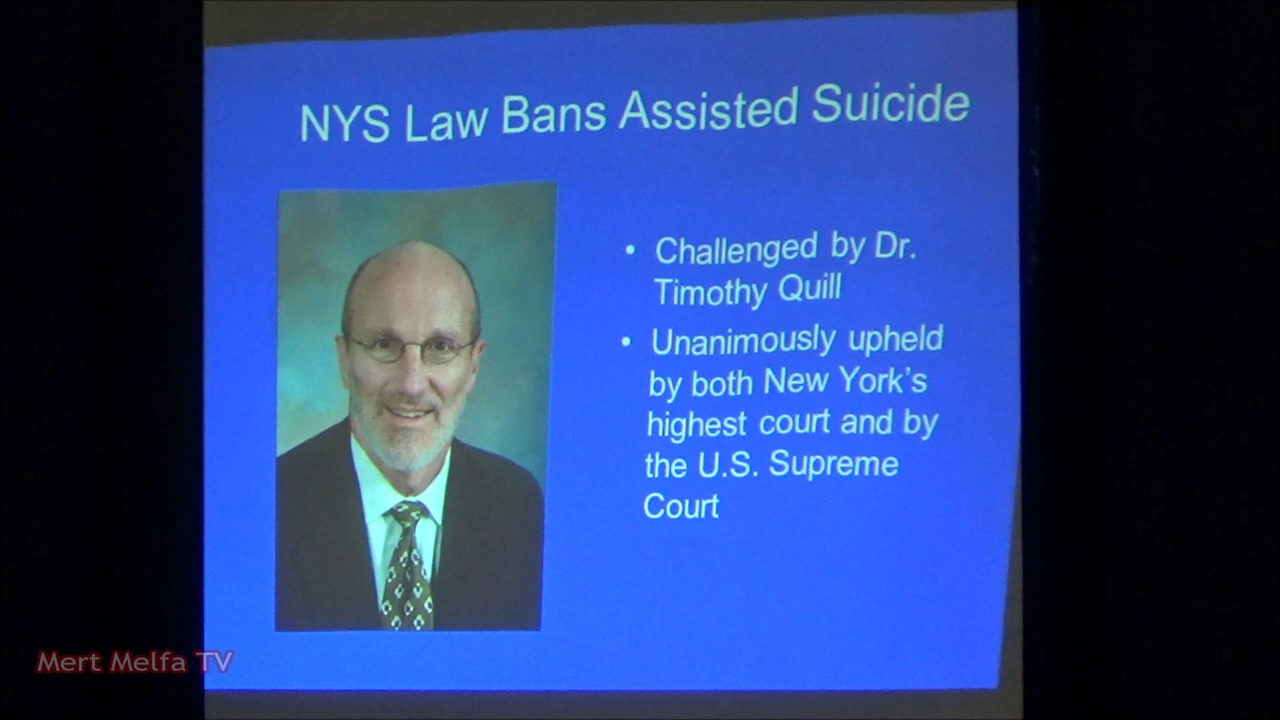 NYS Law Bans Assisted Suicide
• Challenged by Dr.
Timothy Quill
• Unanimously upheld
by both New York's
highest court and by
the U.S. Supreme
Court
Mert Melfa TV